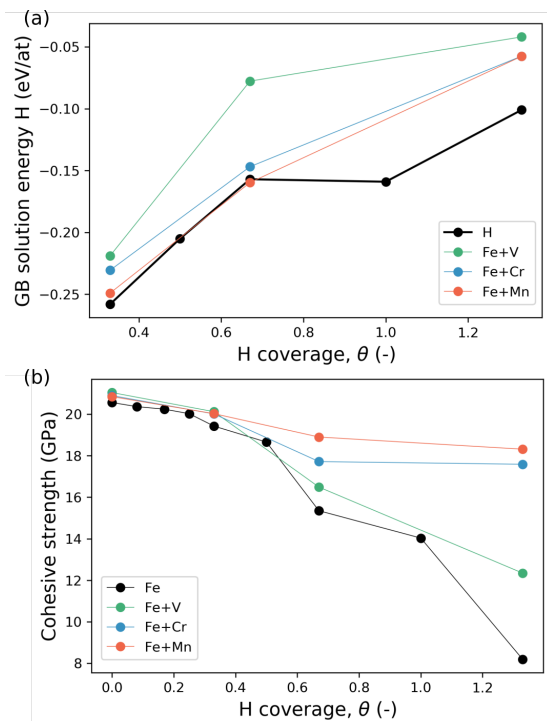 (a)
GB solution energy H (eV/at)
−0.05
−0.10
−0.15
−0.20
−0.25
H
Fe+V
Fe+Cr
Fe+Mn
0.4 0.6 0.8 1.0 1.2
H coverage, θ (-)
(b)
Cohesive strength (GPa)
20
18
16
14
12
10
8
Fe
Fe+V
Fe+Cr
Fe+Mn
0.0 0.2 0.4 0.6 0.8 1.0 1.2
H coverage, θ (-)